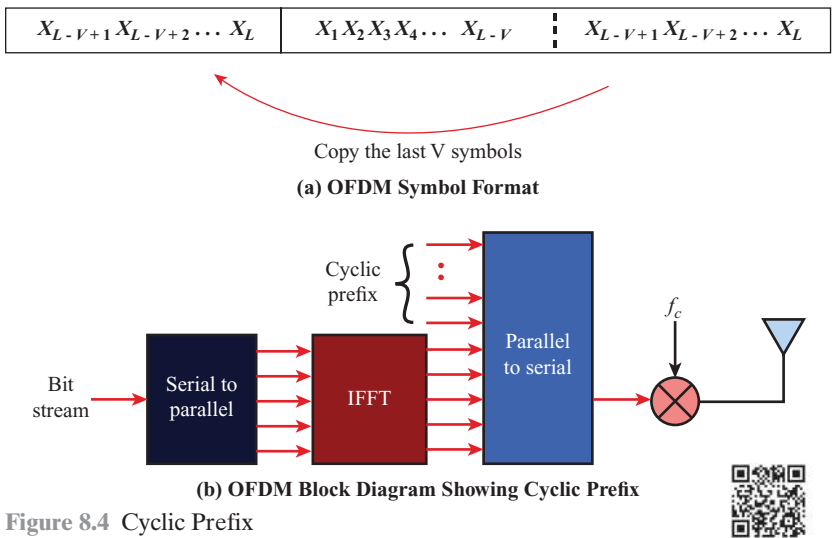 X_{L-V+1} X_{L-V+2} ... X_L X_1 X_2 X_3 X_4 ... X_{L-V} X_{L-V+1} X_{L-V+2} ... X_L
Copy the last V symbols
(a) OFDM Symbol Format
Cyclic
prefix
Bit
stream
Serial to
parallel
IFFT
Parallel
to serial
f_c
(b) OFDM Block Diagram Showing Cyclic Prefix
Figure 8.4 Cyclic Prefix